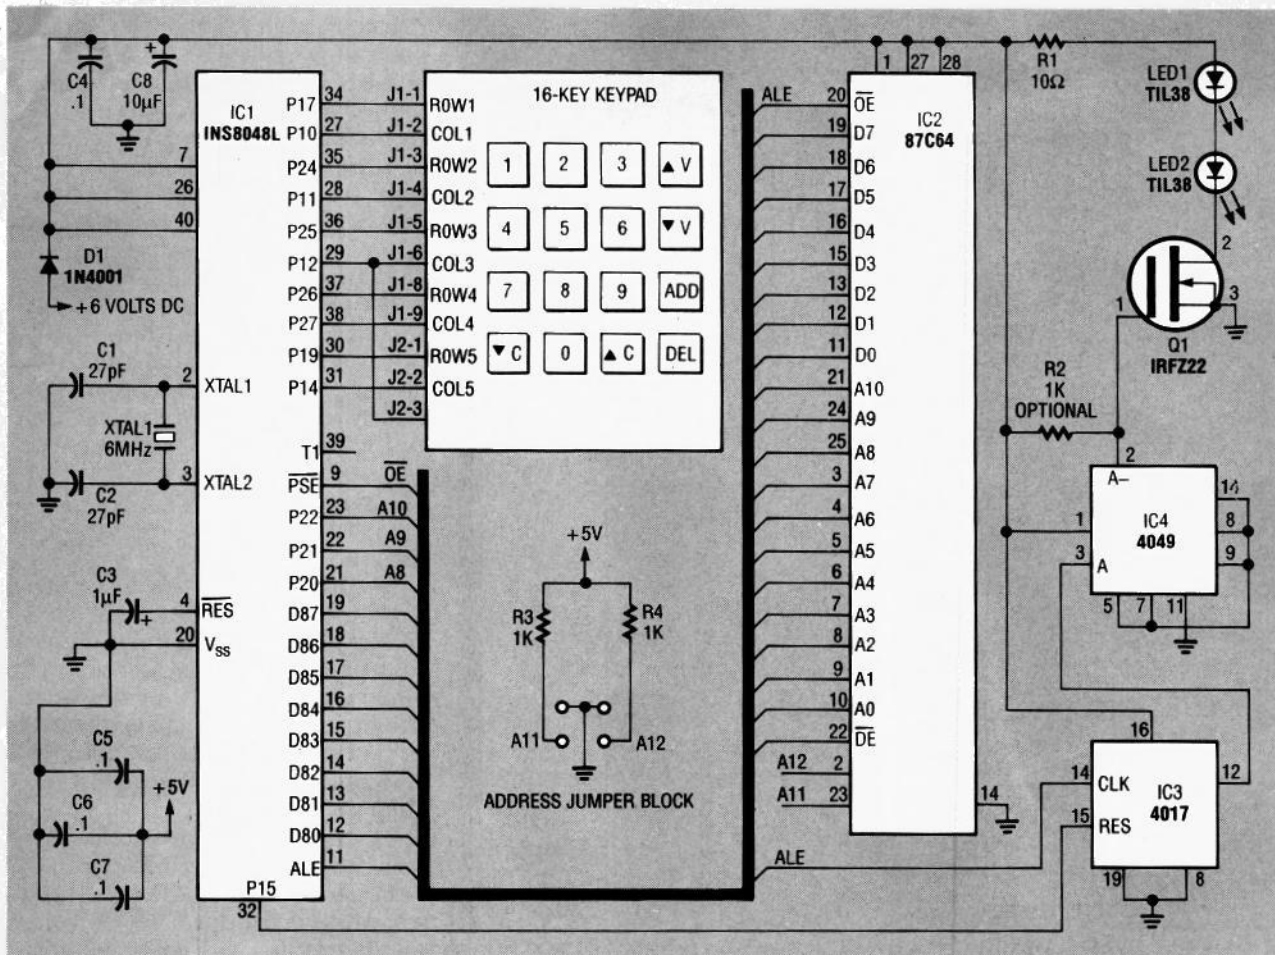 C4
.1
C8
10µF
+
IC1
INS8048L
7
26
40
D1
1N4001
+6 VOLTS DC
C1
27pF
2
XTAL1
XTAL1
6MHz
3
XTAL2
C2
27pF
C3
1µF
+
4
RES
20
VSS
C5
.1
C6
.1
+5V
C7
.1
P17 34 J1-1 ROW1
P10 27 J1-2 COL1
P24 35 J1-3 ROW2
P11 28 J1-4 COL2
P25 36 J1-5 ROW3
P12 29 J1-6 COL3
P26 37 J1-8 ROW4
P27 38 J1-9 COL4
P19 30 J2-1 ROW5
P14 31 J2-2 COL5
J2-3
T1 39
PSE 9 OE
P22 23 A10
P21 22 A9
P20 21 A8
D87 19
D86 18
D85 17
D84 16
D83 15
D82 14
D81 13
D80 12
ALE 11
P15
32
16-KEY KEYPAD
1 2 3 ▲V
4 5 6 ▼V
7 8 9 ADD
▼C 0 ▲C DEL
+5V
R3
1K
R4
1K
A11
A12
ADDRESS JUMPER BLOCK
1 27 28
IC2
87C64
ALE 20 OE
19 D7
18 D6
17 D5
16 D4
15 D3
13 D2
12 D1
11 D0
21 A10
24 A9
25 A8
3 A7
4 A6
5 A5
6 A4
7 A3
8 A2
9 A1
10 A0
22 DE
A12 2
A11 23
14
ALE
R1
10Ω
LED1
TIL38
LED2
TIL38
2
1
3
Q1
IRFZ22
R2
1K
OPTIONAL
2
A–
14
1
IC4
4049
8
3
A
9
5 7 11
16
14 CLK
IC3
4017
12
15 RES
19 8